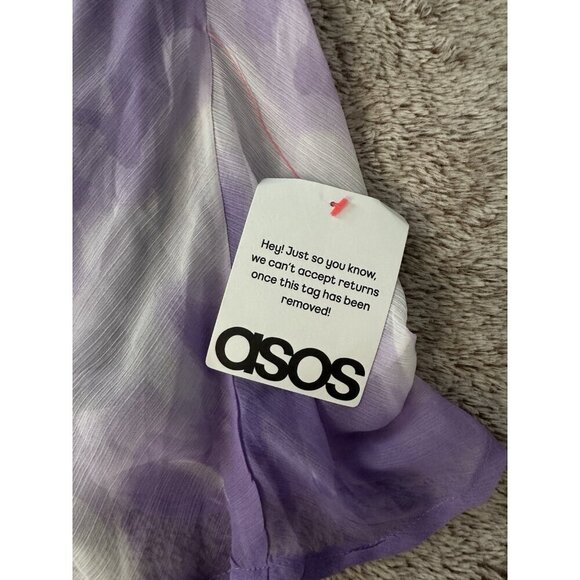 Hey! Just so you know,
we can't accept returns
once this tag has been
removed!
asos